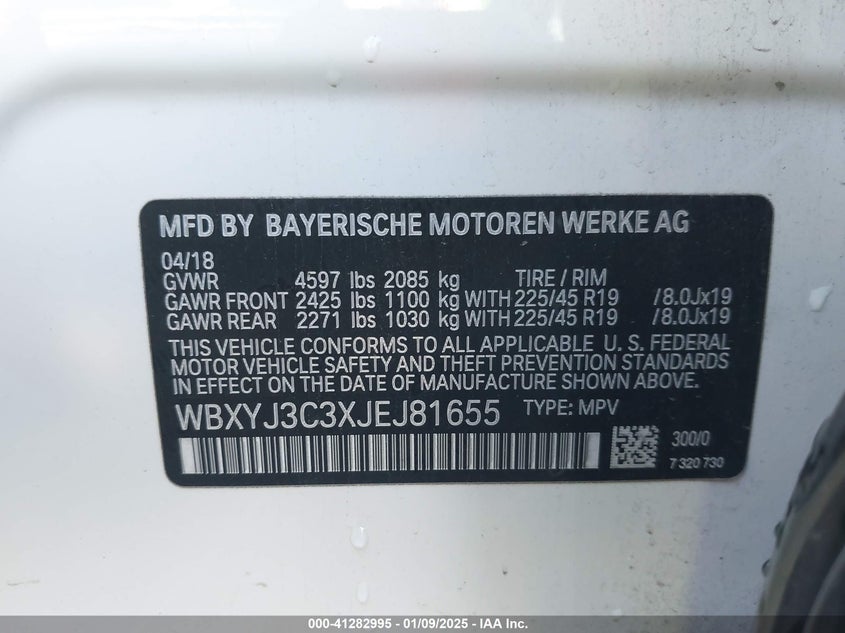 MFD BY BAYERISCHE MOTOREN WERKE AG
04/18
GVWR 4597 lbs 2085 kg TIRE / RIM
GAWR FRONT 2425 lbs 1100 kg WITH 225/45 R19 /8.0Jx19
GAWR REAR 2271 lbs 1030 kg WITH 225/45 R19 /8.0Jx19
THIS VEHICLE CONFORMS TO ALL APPLICABLE U. S. FEDERAL
MOTOR VEHICLE SAFETY AND THEFT PREVENTION STANDARDS
IN EFFECT ON THE DATE OF MANUFACTURE SHOWN ABOVE.
WBXYJ3C3XJEJ81655 TYPE: MPV
300/0
7 320 730
000-41282995 - 01/09/2025 - IAA Inc.